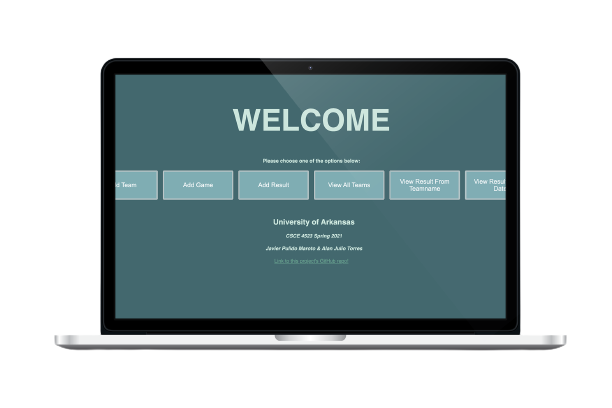 WELCOME
Please choose one of the options below:
d Team
Add Game
Add Result
View All Teams
View Result From
Teamname
View Resul
Date
University of Arkansas
CSCE 4523 Spring 2021
Javier Pulido Maroto & Alan Julio Torres
Link to this project's GitHub repo!